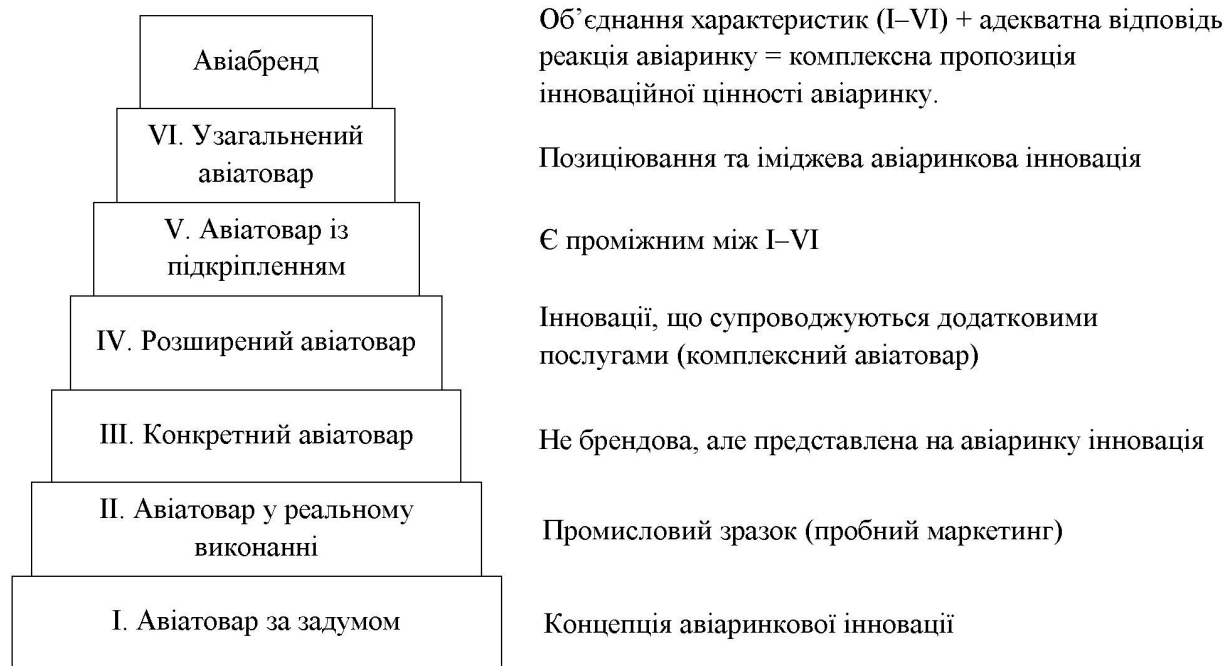 Авіабренд
Об’єднання характеристик (I–VI) + адекватна відповідь
реакція авіаринку = комплексна пропозиція
інноваційної цінності авіаринку.
VI. Узагальнений
авіатовар
Позиціювання та іміджева авіаринкова інновація
V. Авіатовар із
підкріпленням
Є проміжним між I–VI
IV. Розширений авіатовар
Інновації, що супроводжуються додатковими
послугами (комплексний авіатовар)
III. Конкретний авіатовар
Не брендова, але представлена на авіаринку інновація
II. Авіатовар у реальному
виконанні
Промисловий зразок (пробний маркетинг)
I. Авіатовар за задумом
Концепція авіаринкової інновації